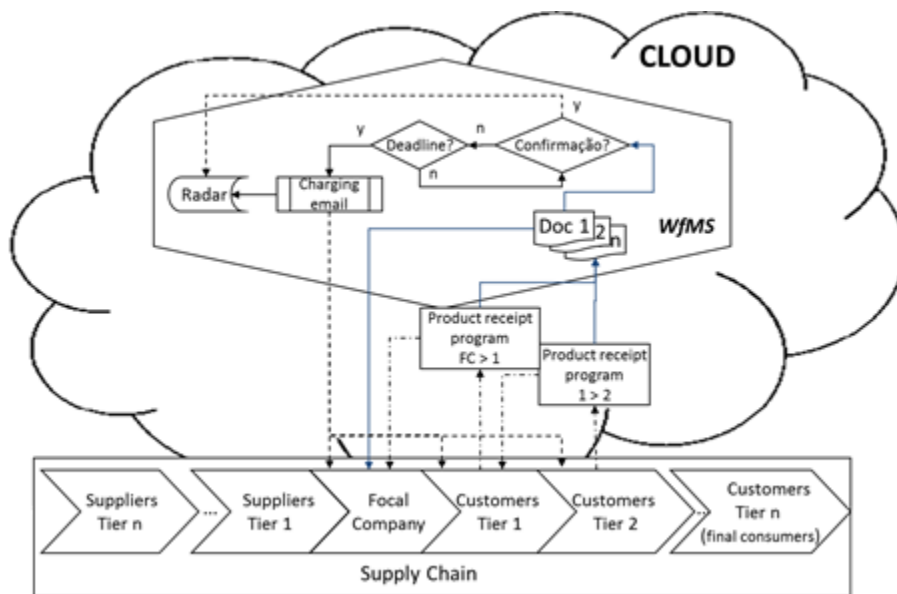 CLOUD
y
y
n
Deadline?
Confirmação?
n
Radar
Charging
email
Doc 1
2
n
WfMS
Product receipt
program
FC > 1
Product receipt
program
1 > 2
Suppliers
Tier n
...
Suppliers
Tier 1
Focal
Company
Customers
Tier 1
Customers
Tier 2
...
Customers
Tier n
(final consumers)
Supply Chain